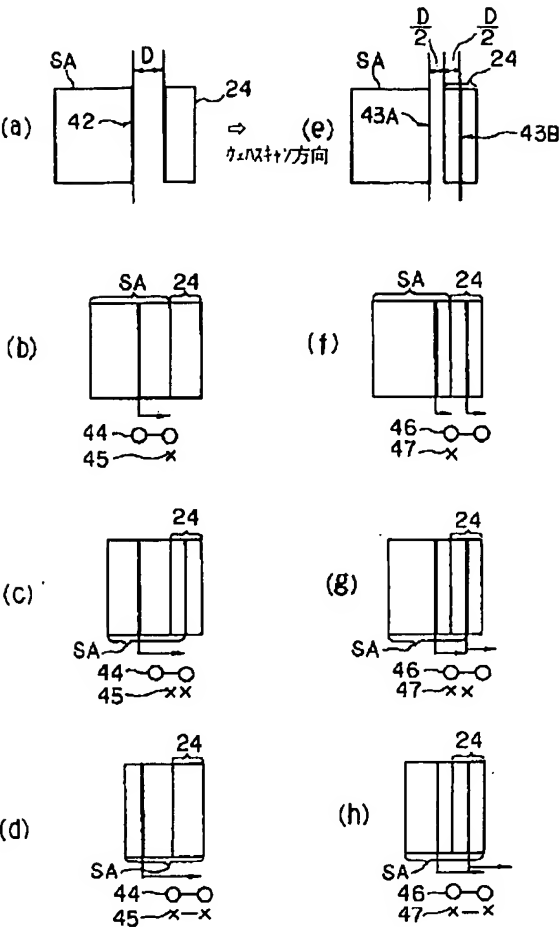 D
SA
24
42
(a)
⇨
ウェハスキャン方向
D/2 D/2
SA
24
43A
43B
(e)
SA 24
(b)
44
45 ×
SA 24
(f)
46
47 ×
24
(c)
SA
44
45 ××
24
(g)
SA
46
47 ××
24
(d)
SA
44
45 ×–×
24
(h)
SA
46
47 ×–×